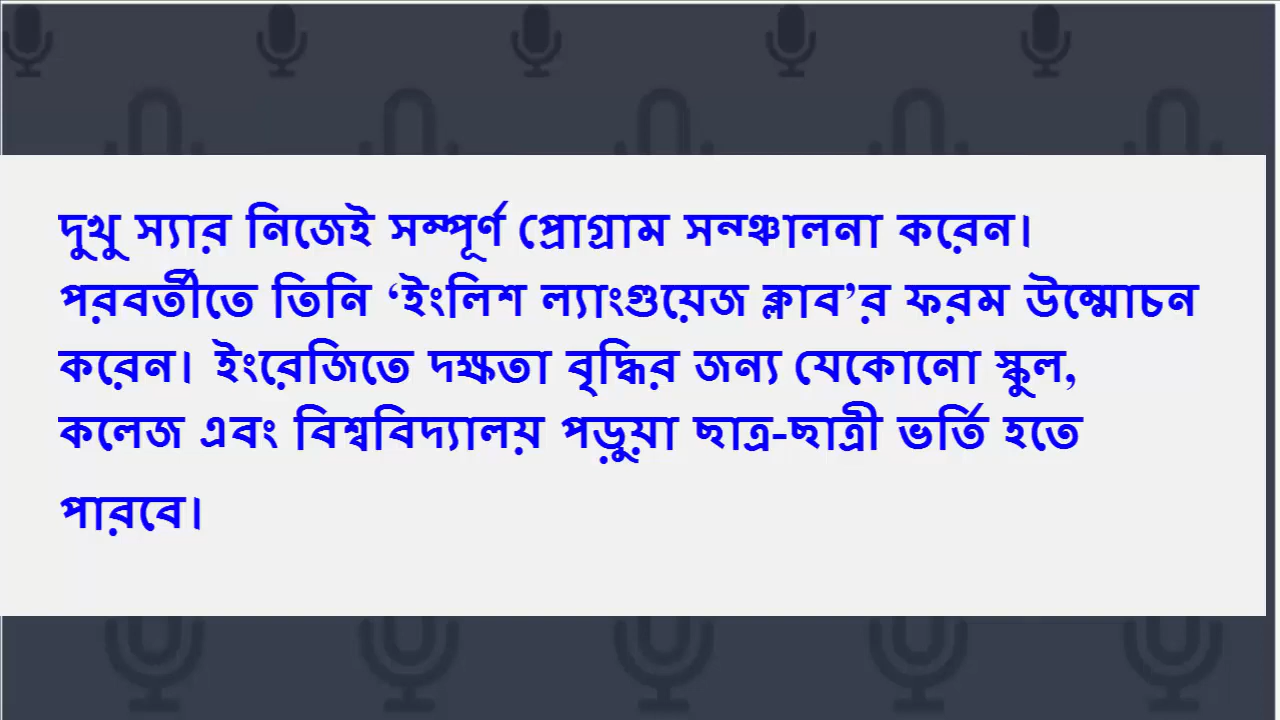 দুখু স্যার নিজেই সম্পূর্ণ প্রোগ্রাম সন্ঞ্চালনা করেন।
পরবর্তীতে তিনি ‘ইংলিশ ল্যাংগুয়েজ ক্লাব’র ফরম উম্মোচন
করেন। ইংরেজিতে দক্ষতা বৃদ্ধির জন্য যেকোনো স্কুল,
কলেজ এবং বিশ্ববিদ্যালয় পড়ুয়া ছাত্র-ছাত্রী ভর্তি হতে
পারবে।